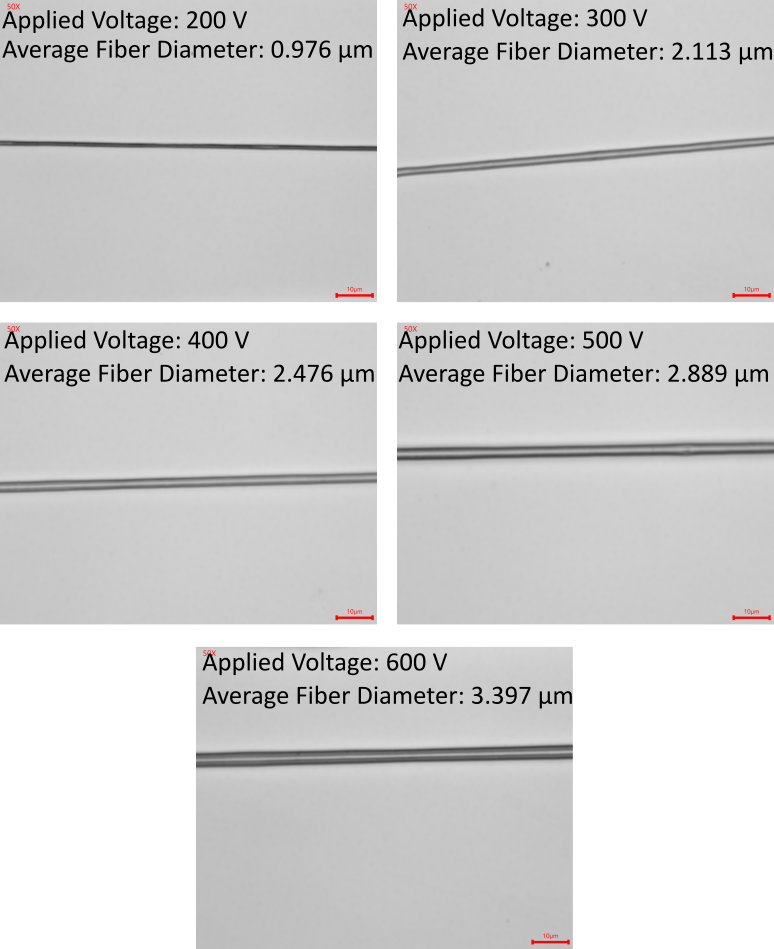 50X
Applied Voltage: 200 V
Average Fiber Diameter: 0.976 µm
10µm
50X
Applied Voltage: 300 V
Average Fiber Diameter: 2.113 µm
10µm
50X
Applied Voltage: 400 V
Average Fiber Diameter: 2.476 µm
10µm
50X
Applied Voltage: 500 V
Average Fiber Diameter: 2.889 µm
10µm
50X
Applied Voltage: 600 V
Average Fiber Diameter: 3.397 µm
10µm